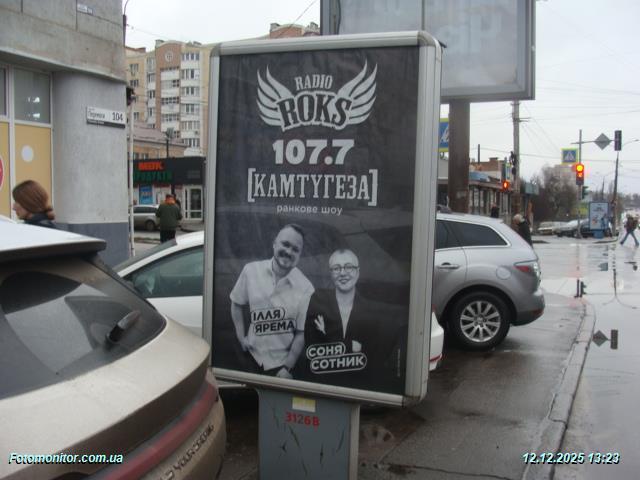 RADIO
ROKS
107.7
[КАМТУГЕЗА]
ранкове шоу
ІЛЛЯ
ЯРЕМА
СОНЯ
СОТНИК
3126В
104
Fotomonitor.com.ua
12.12.2025 13:23